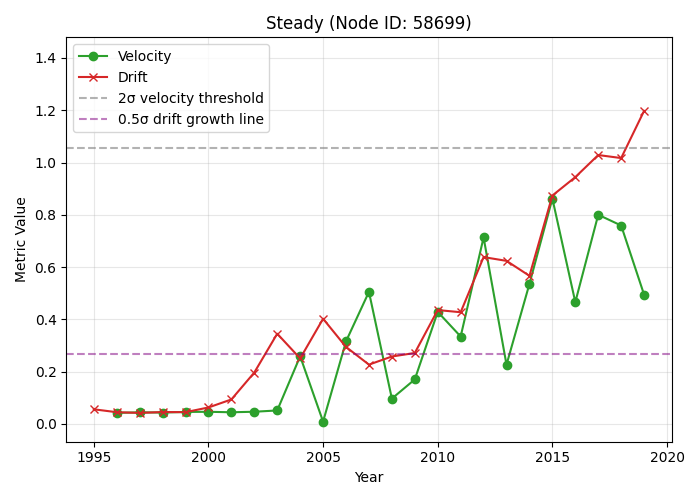 Steady (Node ID: 58699)
Velocity
Drift
2σ velocity threshold
0.5σ drift growth line
Metric Value
1.4
1.2
1.0
0.8
0.6
0.4
0.2
0.0
1995 2000 2005 2010 2015 2020
Year